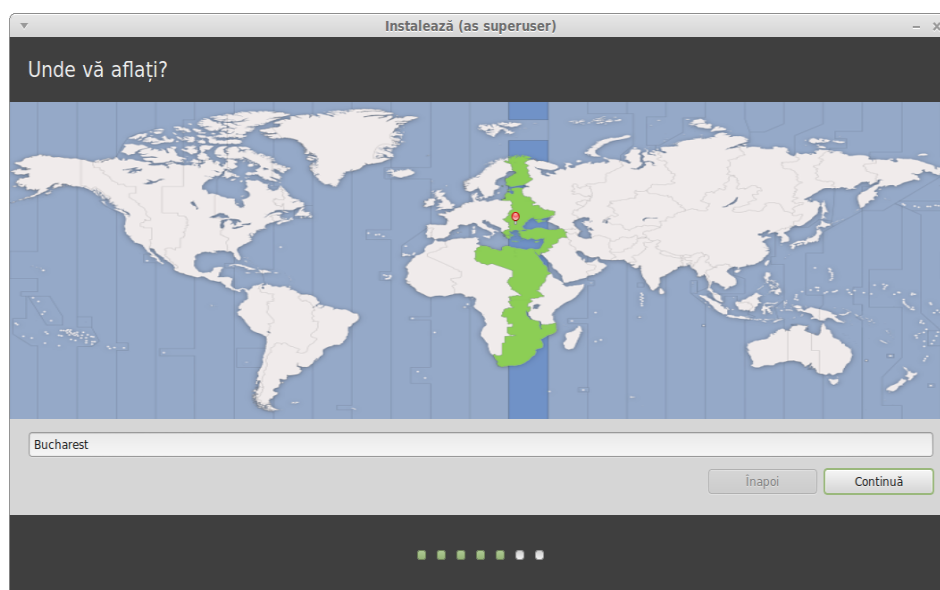 Instalează (as superuser)
Unde vă aflați?
Bucharest
Înapoi
Continuă